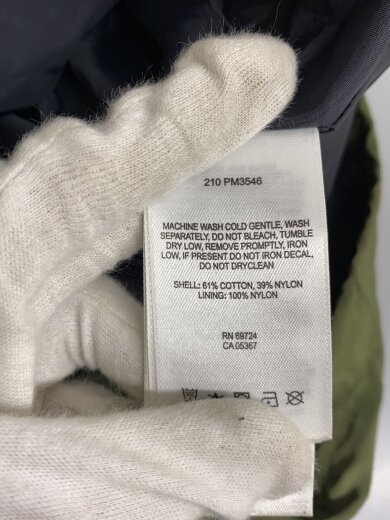 210 PM3546
MACHINE WASH COLD GENTLE, WASH
SEPARATELY, DO NOT BLEACH, TUMBLE
DRY LOW, REMOVE PROMPTLY, IRON
LOW, IF PRESENT DO NOT IRON DECAL,
DO NOT DRYCLEAN
SHELL: 61% COTTON, 39% NYLON
LINING: 100% NYLON
RN 69724
CA 05367